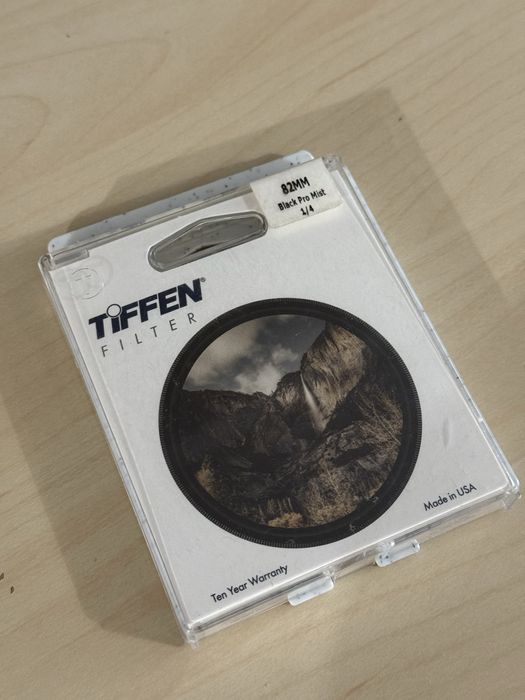 82MM
Black Pro Mist
1/4
TIFFEN®
FILTER
Made in USA
Ten Year Warranty